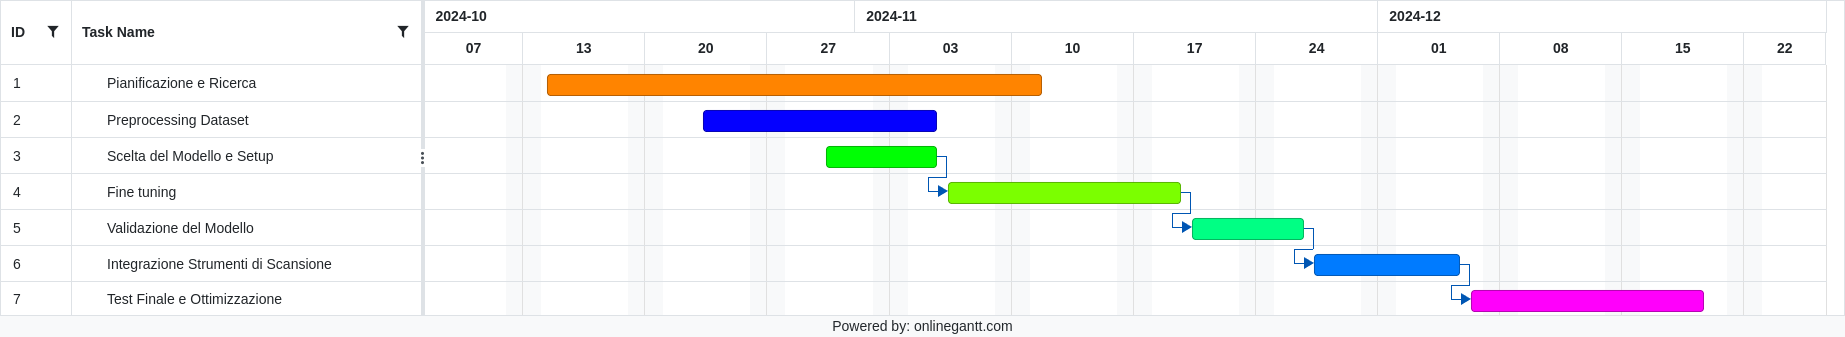 ID Task Name 2024-10 2024-11 2024-12
07 13 20 27 03 10 17 24 01 08 15 22
1 Pianificazione e Ricerca
2 Preprocessing Dataset
3 Scelta del Modello e Setup
4 Fine tuning
5 Validazione del Modello
6 Integrazione Strumenti di Scansione
7 Test Finale e Ottimizzazione
Powered by: onlinegantt.com